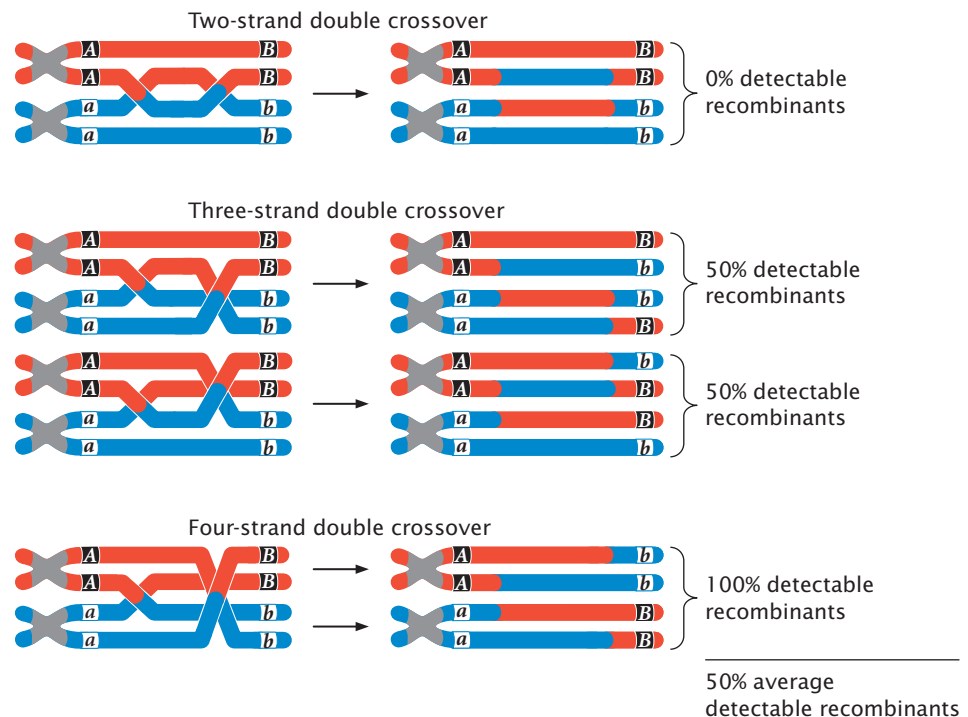 Two-strand double crossover
A B A B
A B A B
a b a b
a b a b
0% detectable
recombinants
Three-strand double crossover
A B A B
A B A b
a b a b
a b a B
50% detectable
recombinants
A B A b
A B A B
a b a B
a b a b
50% detectable
recombinants
Four-strand double crossover
A B A b
A B A b
a b a B
a b a B
100% detectable
recombinants
50% average
detectable recombinants